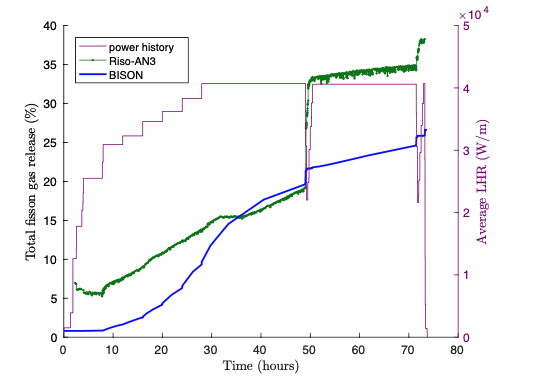 ×10⁴
40
35
30
25
20
15
10
5
0
5
4
3
2
1
0
power history
Riso-AN3
BISON
Total fisson gas release (%)
Average LHR (W/m)
0 10 20 30 40 50 60 70 80
Time (hours)